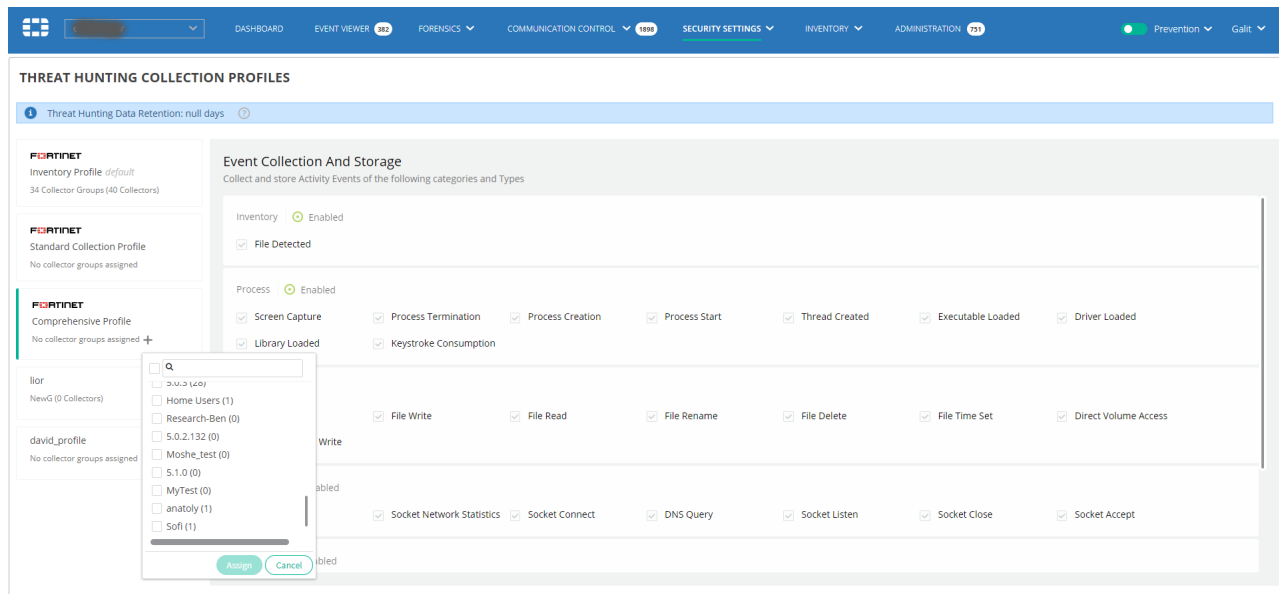 DASHBOARD EVENT VIEWER 382 FORENSICS COMMUNICATION CONTROL 1898 SECURITY SETTINGS INVENTORY ADMINISTRATION 751 Prevention Galit
THREAT HUNTING COLLECTION PROFILES
Threat Hunting Data Retention: null days
FORTINET
Inventory Profile default
34 Collector Groups (40 Collectors)
FORTINET
Standard Collection Profile
No collector groups assigned
FORTINET
Comprehensive Profile
No collector groups assigned
lior
NewG (0 Collectors)
david_profile
No collector groups assigned
5.0.3 (28)
Home Users (1)
Research-Ben (0)
5.0.2.132 (0)
Moshe_test (0)
5.1.0 (0)
MyTest (0)
anatoly (1)
Sofi (1)
Assign Cancel
Event Collection And Storage
Collect and store Activity Events of the following categories and Types
Inventory Enabled
File Detected
Process Enabled
Screen Capture Process Termination Process Creation Process Start Thread Created Executable Loaded Driver Loaded
Library Loaded Keystroke Consumption
File Write File Read File Rename File Delete File Time Set Direct Volume Access
Write
abled
Socket Network Statistics Socket Connect DNS Query Socket Listen Socket Close Socket Accept
abled